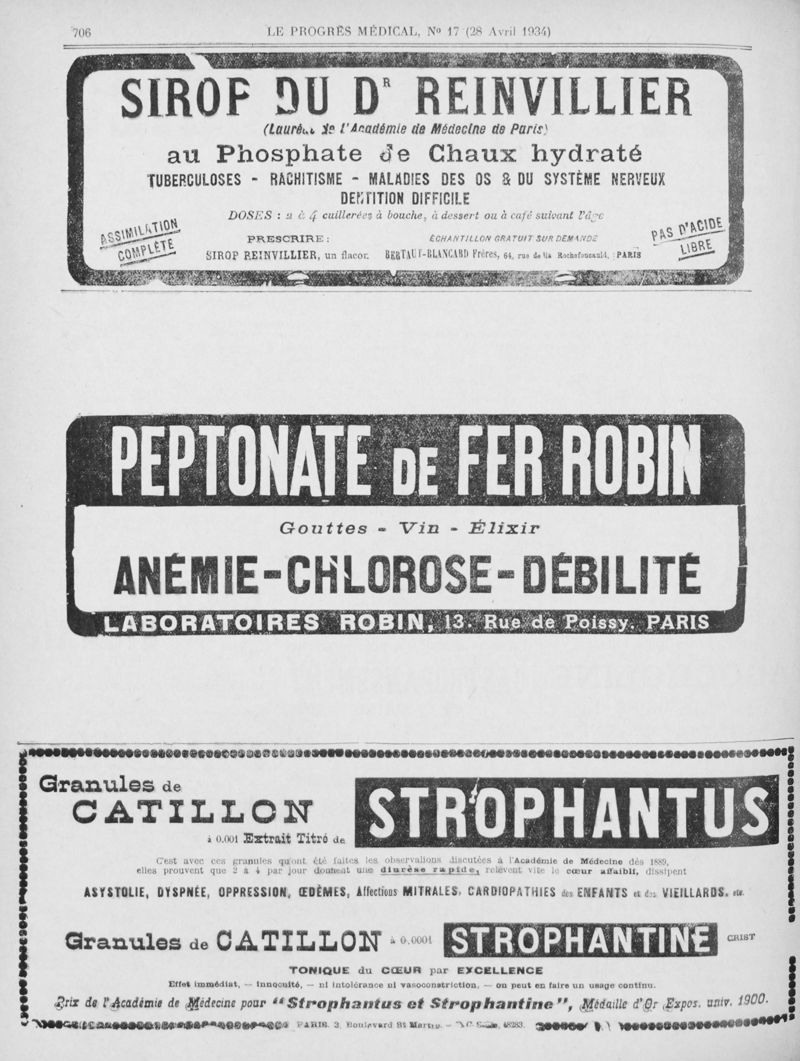 706
LE PROGRÈS MÉDICAL, No 17 (28 Avril 1934)
SIROP DU Dr REINVILLIER
(Lauréat de l'Académie de Médecine de Paris)
au Phosphate de Chaux hydraté
TUBERCULOSES - RACHITISME - MALADIES DES OS & DU SYSTÈME NERVEUX
DENTITION DIFFICILE
DOSES : 2 à 4 cuillerées à bouche, à dessert ou à café suivant l'âge
ASSIMILATION
COMPLÈTE
PRESCRIRE :
SIROP REINVILLIER, un flacon
ÉCHANTILLON GRATUIT SUR DEMANDE
BERTAUT-BLANCARD Frères, 64, rue de la Rochefoucauld, PARIS
PAS D'ACIDE
LIBRE
PEPTONATE DE FER ROBIN
Gouttes - Vin - Élixir
ANÉMIE-CHLOROSE-DÉBILITÉ
LABORATOIRES ROBIN, 13. Rue de Poissy. PARIS
Granules de
CATILLON
à 0.001 Extrait Titré de
STROPHANTUS
C'est avec ces granules qu'ont été faites les observations discutées à l'Académie de Médecine dès 1889,
elles prouvent que 2 à 4 par jour donnent une diurèse rapide, relèvent vite le cœur affaibli, dissipent
ASYSTOLIE, DYSPNÉE, OPPRESSION, ŒDÈMES, Affections MITRALES, CARDIOPATHIES des ENFANTS et des VIEILLARDS, etc.
Granules de CATILLON à 0,0001 STROPHANTINE CRIST
TONIQUE du CŒUR par EXCELLENCE
Effet immédiat, — innocuité, — ni intolérance ni vasoconstriction, — on peut en faire un usage continu.
Prix de l'Académie de Médecine pour "Strophantus et Strophantine", Médaille d'Or Expos. univ. 1900.
PARIS, 3, Boulevard St Martin — 48283.